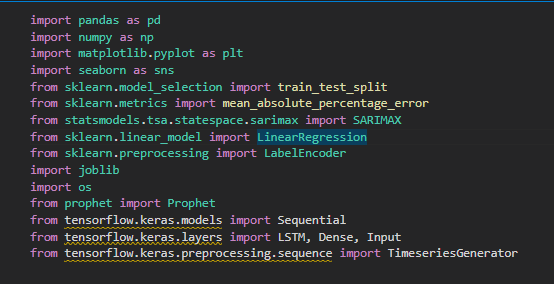 import pandas as pd
import numpy as np
import matplotlib.pyplot as plt
import seaborn as sns
from sklearn.model_selection import train_test_split
from sklearn.metrics import mean_absolute_percentage_error
from statsmodels.tsa.statespace.sarimax import SARIMAX
from sklearn.linear_model import LinearRegression
from sklearn.preprocessing import LabelEncoder
import joblib
import os
from prophet import Prophet
from tensorflow.keras.models import Sequential
from tensorflow.keras.layers import LSTM, Dense, Input
from tensorflow.keras.preprocessing.sequence import TimeseriesGenerator